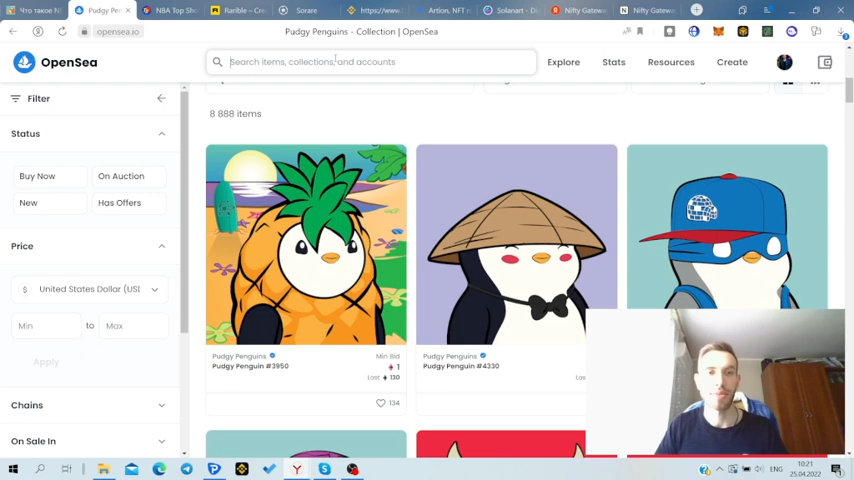 Что такое N
Pudgy Pen
NBA Top Sho
Rarible – Cre
Sorare
https://www.
Artion, NFT m
Solanart - Dis
Nifty Gatewa
Nifty Gatewa
opensea.io
Pudgy Penguins - Collection | OpenSea
OpenSea
Search items, collections, and accounts
Explore
Stats
Resources
Create
Filter
8 888 items
Status
Buy Now
On Auction
New
Has Offers
Price
$ United States Dollar (USD
Min
to
Max
Apply
Chains
On Sale In
Pudgy Penguins
Min Bid
Pudgy Penguin #3950
1
Last 130
134
Pudgy Penguins
Pudgy Penguin #4330
Las
ENG
10:21
25.04.2022